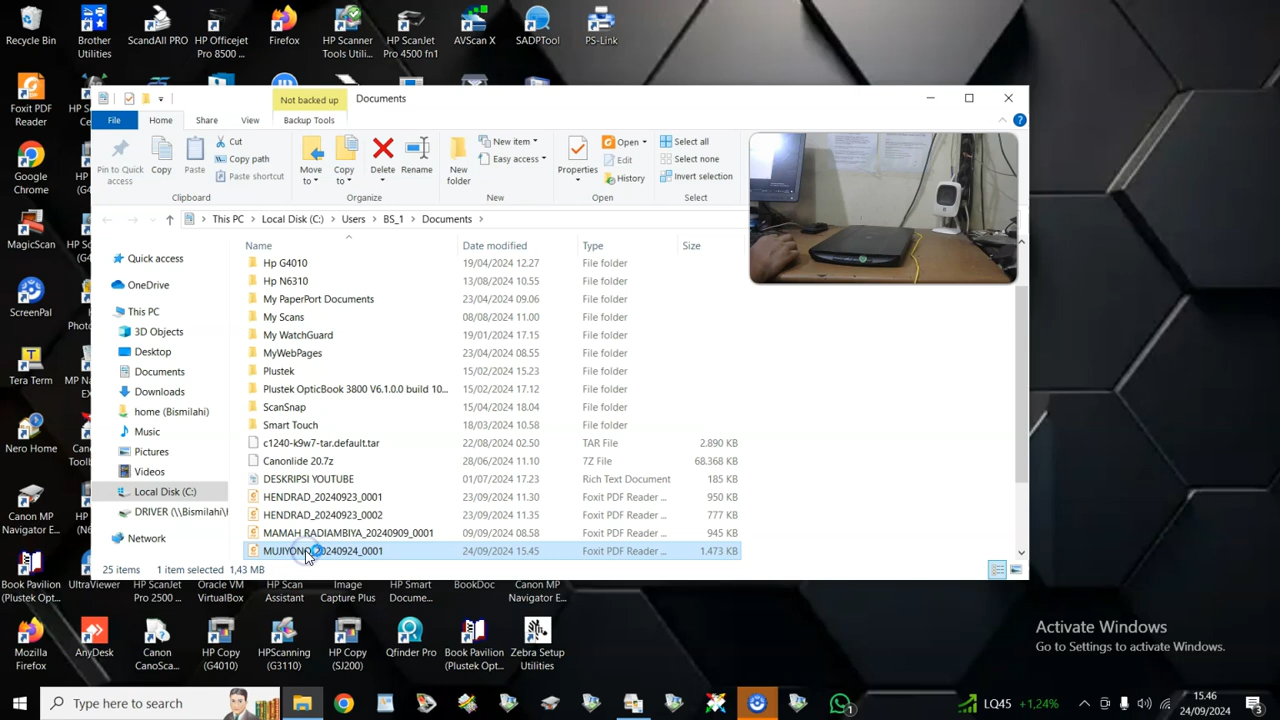 Recycle Bin
Brother Utilities
ScandAll PRO
HP Officejet Pro 8500 ...
Firefox
HP Scanner Tools Utili...
HP ScanJet Pro 4500 fn1
AVScan X
SADPTool
PS-Link
Not backed up
Documents
File
Home
Share
View
Backup Tools
Pin to Quick access
Copy
Paste
Cut
Copy path
Paste shortcut
Clipboard
Move to
Copy to
Delete
Rename
Organize
New folder
New item
Easy access
New
Properties
Open
Edit
History
Open
Select all
Select none
Invert selection
Select
This PC
Local Disk (C:)
Users
BS_1
Documents
Name
Date modified
Type
Size
Hp G4010 19/04/2024 12.27 File folder
Hp N6310 13/08/2024 10.55 File folder
My PaperPort Documents 23/04/2024 09.06 File folder
My Scans 08/08/2024 11.00 File folder
My WatchGuard 19/01/2024 17.15 File folder
MyWebPages 23/04/2024 08.55 File folder
Plustek 15/02/2024 15.23 File folder
Plustek OpticBook 3800 V6.1.0.0 build 10... 15/02/2024 17.12 File folder
ScanSnap 15/04/2024 18.04 File folder
Smart Touch 18/03/2024 10.58 File folder
c1240-k9w7-tar.default.tar 22/08/2024 02.50 TAR File 2.890 KB
Canonlide 20.7z 28/06/2024 11.10 7Z File 68.368 KB
DESKRIPSI YOUTUBE 01/07/2024 17.23 Rich Text Document 185 KB
HENDRAD_20240923_0001 23/09/2024 11.30 Foxit PDF Reader ... 950 KB
HENDRAD_20240923_0002 23/09/2024 11.35 Foxit PDF Reader ... 777 KB
MAMAH RADIAMBIYA_20240909_0001 09/09/2024 08.58 Foxit PDF Reader ... 945 KB
MUJIYONO_20240924_0001 24/09/2024 15.45 Foxit PDF Reader ... 1.473 KB
Quick access
OneDrive
This PC
3D Objects
Desktop
Documents
Downloads
home (Bismilahi)
Music
Pictures
Videos
Local Disk (C:)
DRIVER (\\Bismilahi\
Network
25 items 1 item selected 1,43 MB
Foxit PDF Reader
Google Chrome
MagicScan
ScreenPal
Tera Term
Nero Home
Canon MP Navigator E...
Book Pavilion (Plustek Opt...
UltraViewer
HP ScanJet Pro 2500 ...
Oracle VM VirtualBox
HP Scan Assistant
Image Capture Plus
HP Smart Docume...
BookDoc
Canon MP Navigator E...
Mozilla Firefox
AnyDesk
Canon CanoSca...
HP Copy (G4010)
HPScanning (G3110)
HP Copy (SJ200)
Qfinder Pro
Book Pavilion (Plustek Opt...
Zebra Setup Utilities
Activate Windows
Go to Settings to activate Windows.
Type here to search
1
LQ45 +1,24%
15.46
24/09/2024
3